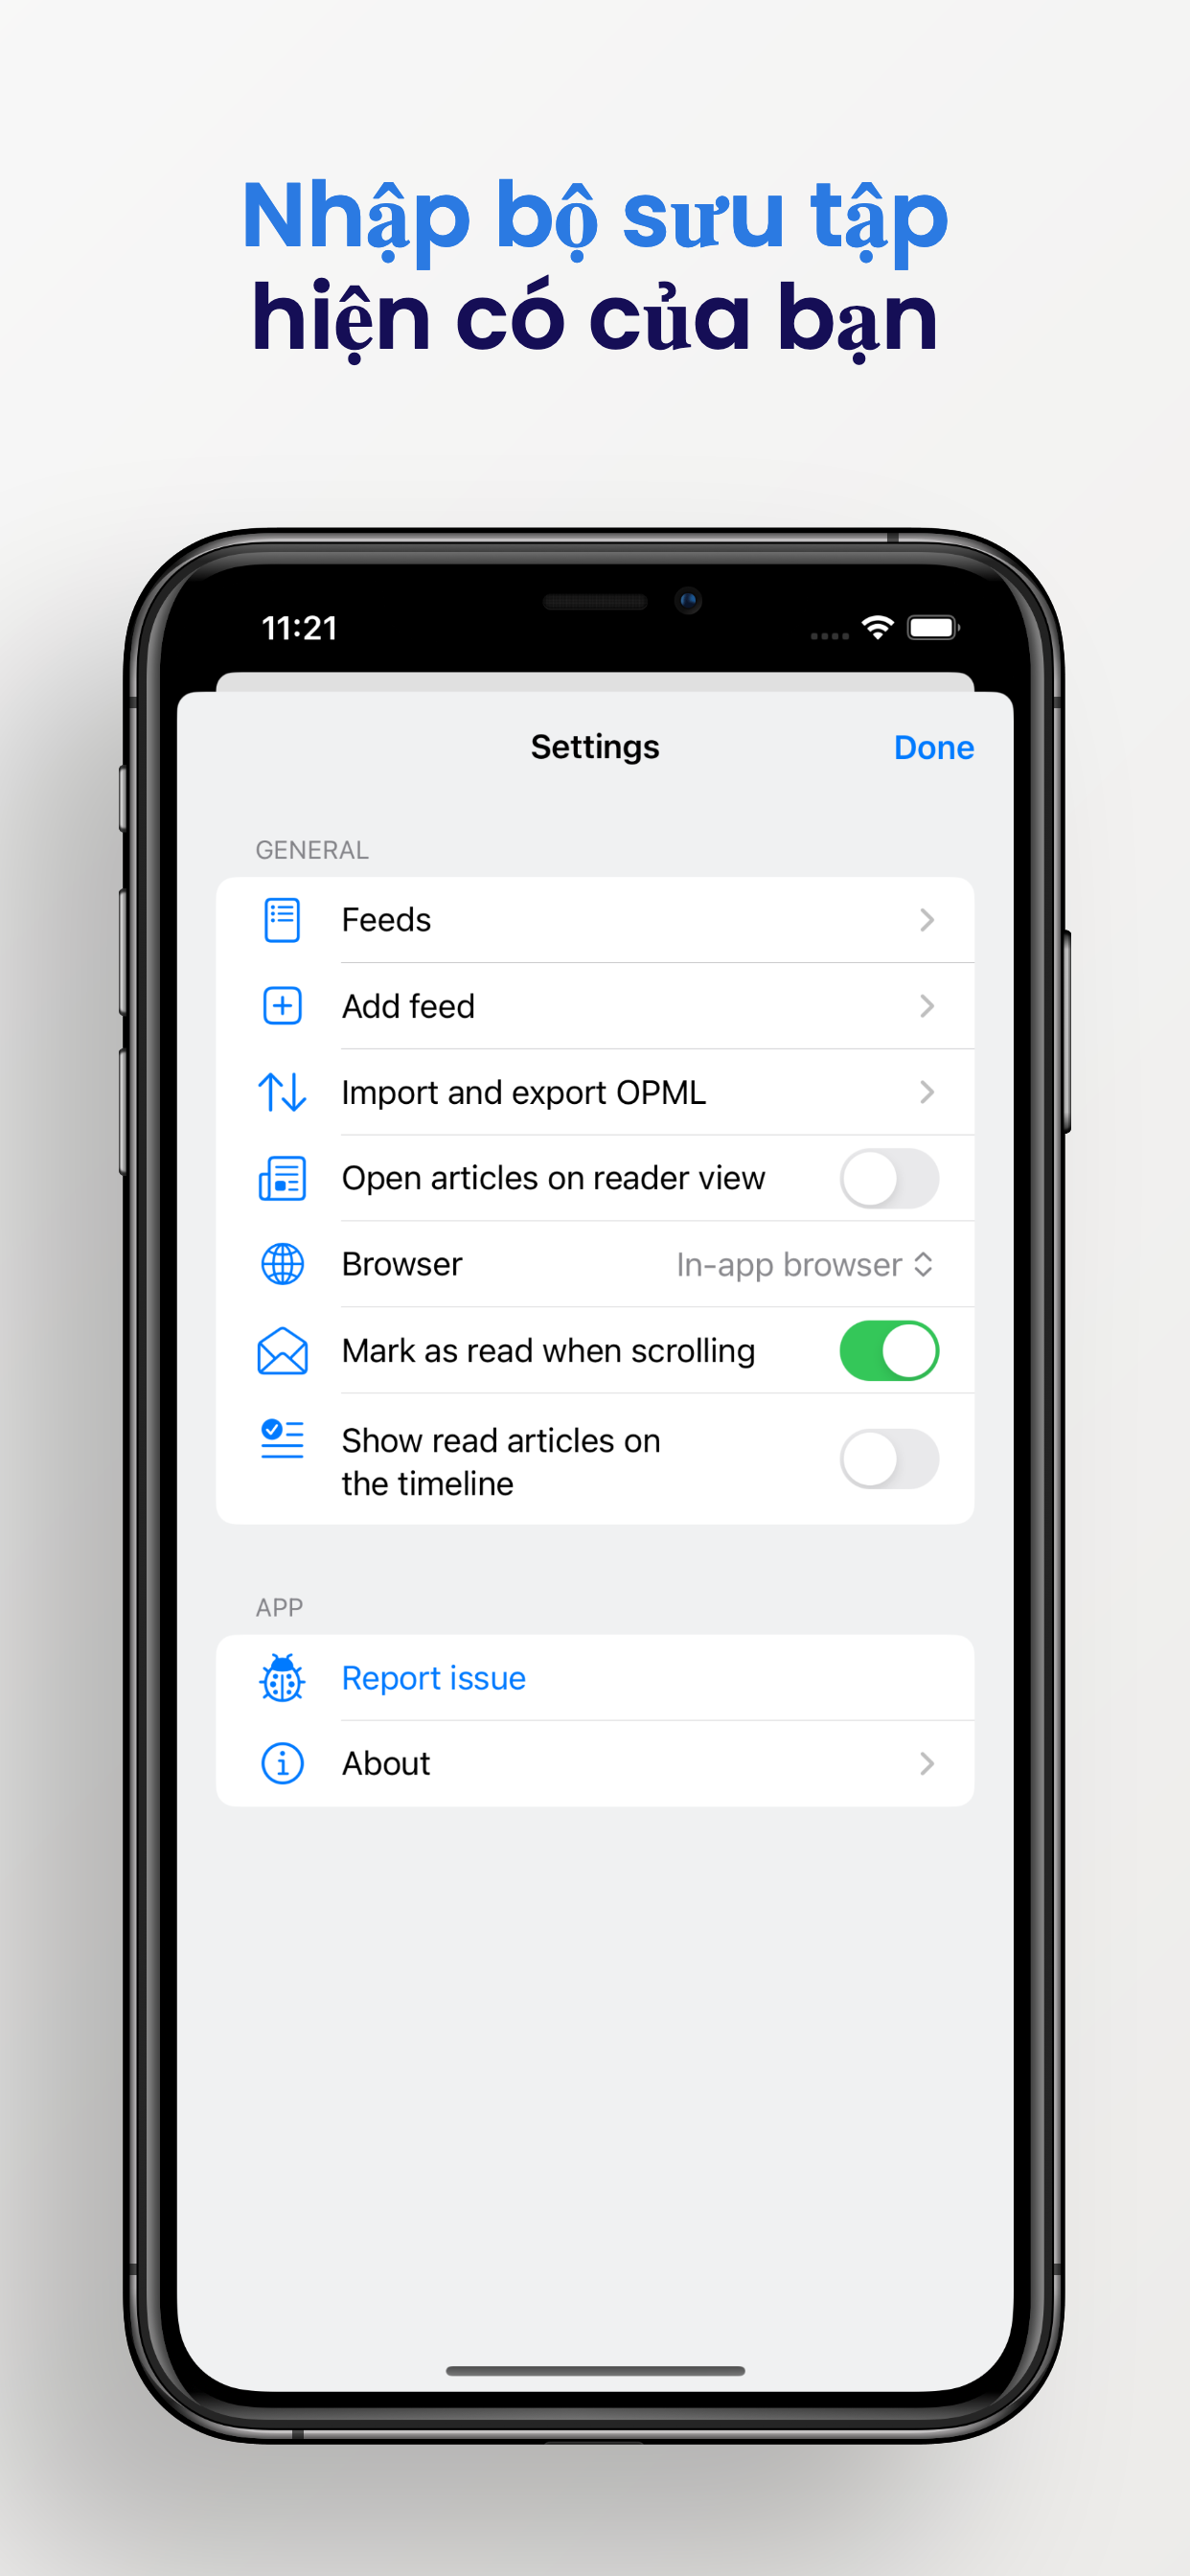 Nhập bộ sưu tập
hiện có của bạn
11:21
Settings
Done
GENERAL
Feeds
Add feed
Import and export OPML
Open articles on reader view
Browser
In-app browser
Mark as read when scrolling
Show read articles on
the timeline
APP
Report issue
About